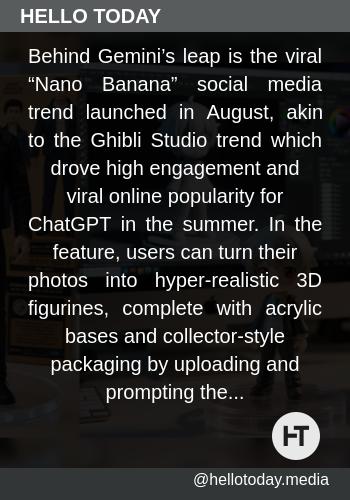 HELLO TODAY
Behind Gemini’s leap is the viral
“Nano Banana” social media
trend launched in August, akin
to the Ghibli Studio trend which
drove high engagement and
viral online popularity for
ChatGPT in the summer. In the
feature, users can turn their
photos into hyper-realistic 3D
figurines, complete with acrylic
bases and collector-style
packaging by uploading and
prompting the...
HT
@hellotoday.media